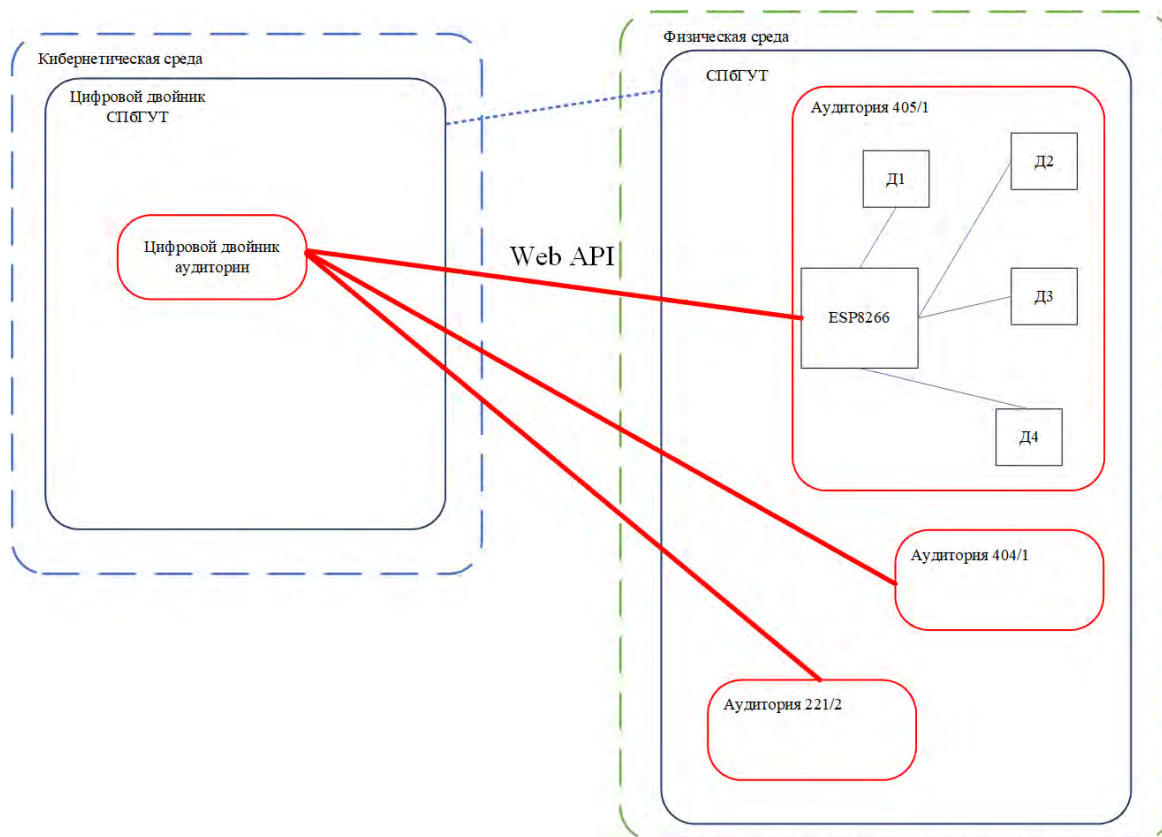 Кибернетическая среда
Цифровой двойник
СПбГУТ
Цифровой двойник
аудитории
Web API
Физическая среда
СПбГУТ
Аудитория 405/1
Д1
Д2
ESP8266
Д3
Д4
Аудитория 404/1
Аудитория 221/2